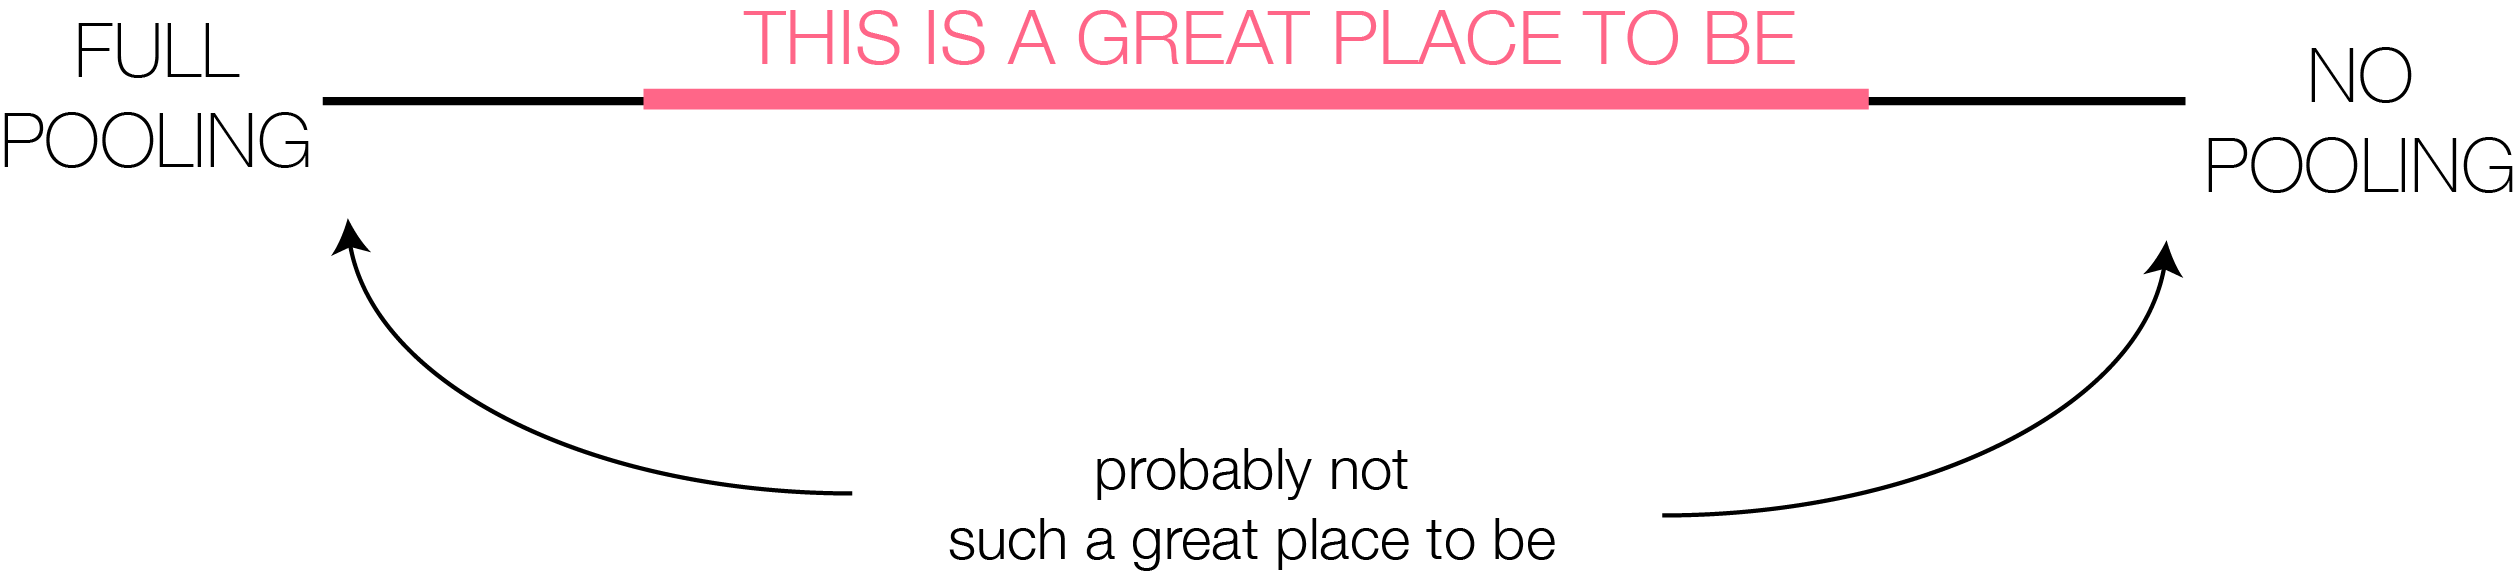 FULL
POOLING
THIS IS A GREAT PLACE TO BE
NO
POOLING
probably not
such a great place to be